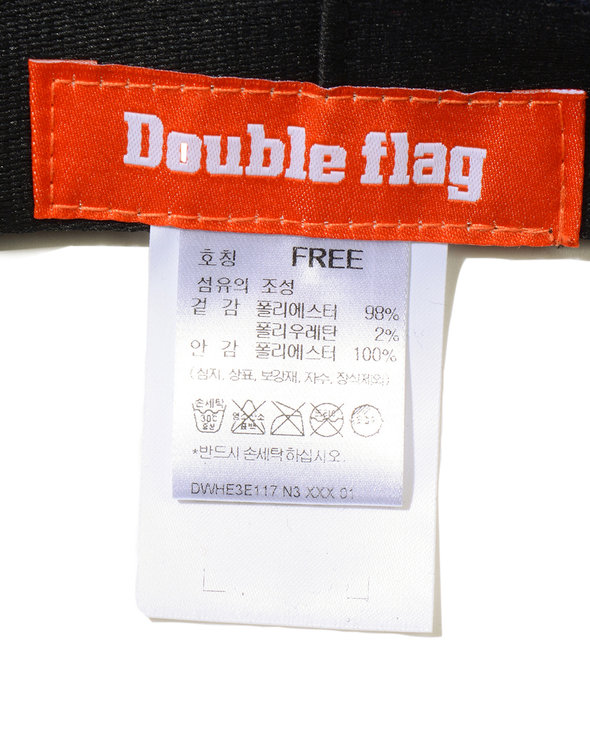 Double flag
호칭 FREE
섬유의 조성
겉 감 폴리에스터 98%
폴리우레탄 2%
안 감 폴리에스터 100%
(심지, 상표, 보강재, 자수, 장식제외)
손세탁
30℃
중성
*반드시 손세탁하십시오.
DWHE3E117 N3 XXX 01